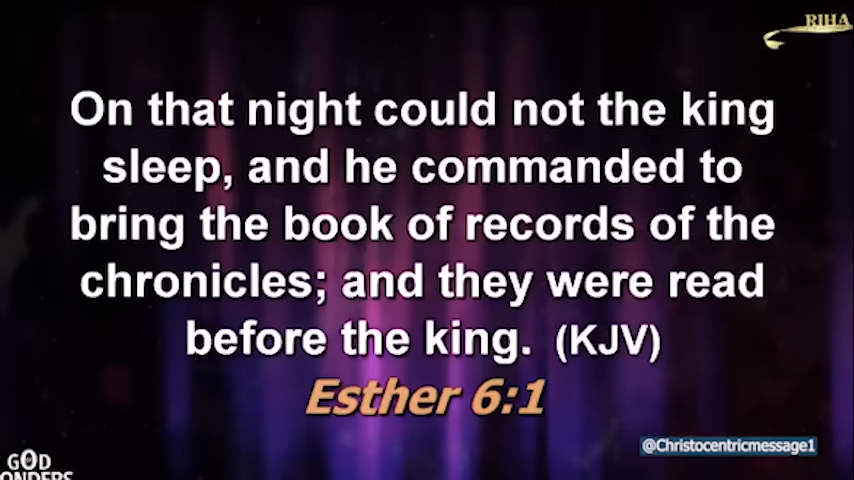 RIHA
On that night could not the king
sleep, and he commanded to
bring the book of records of the
chronicles; and they were read
before the king. (KJV)
Esther 6:1
@Christocentricmessage1
GOD